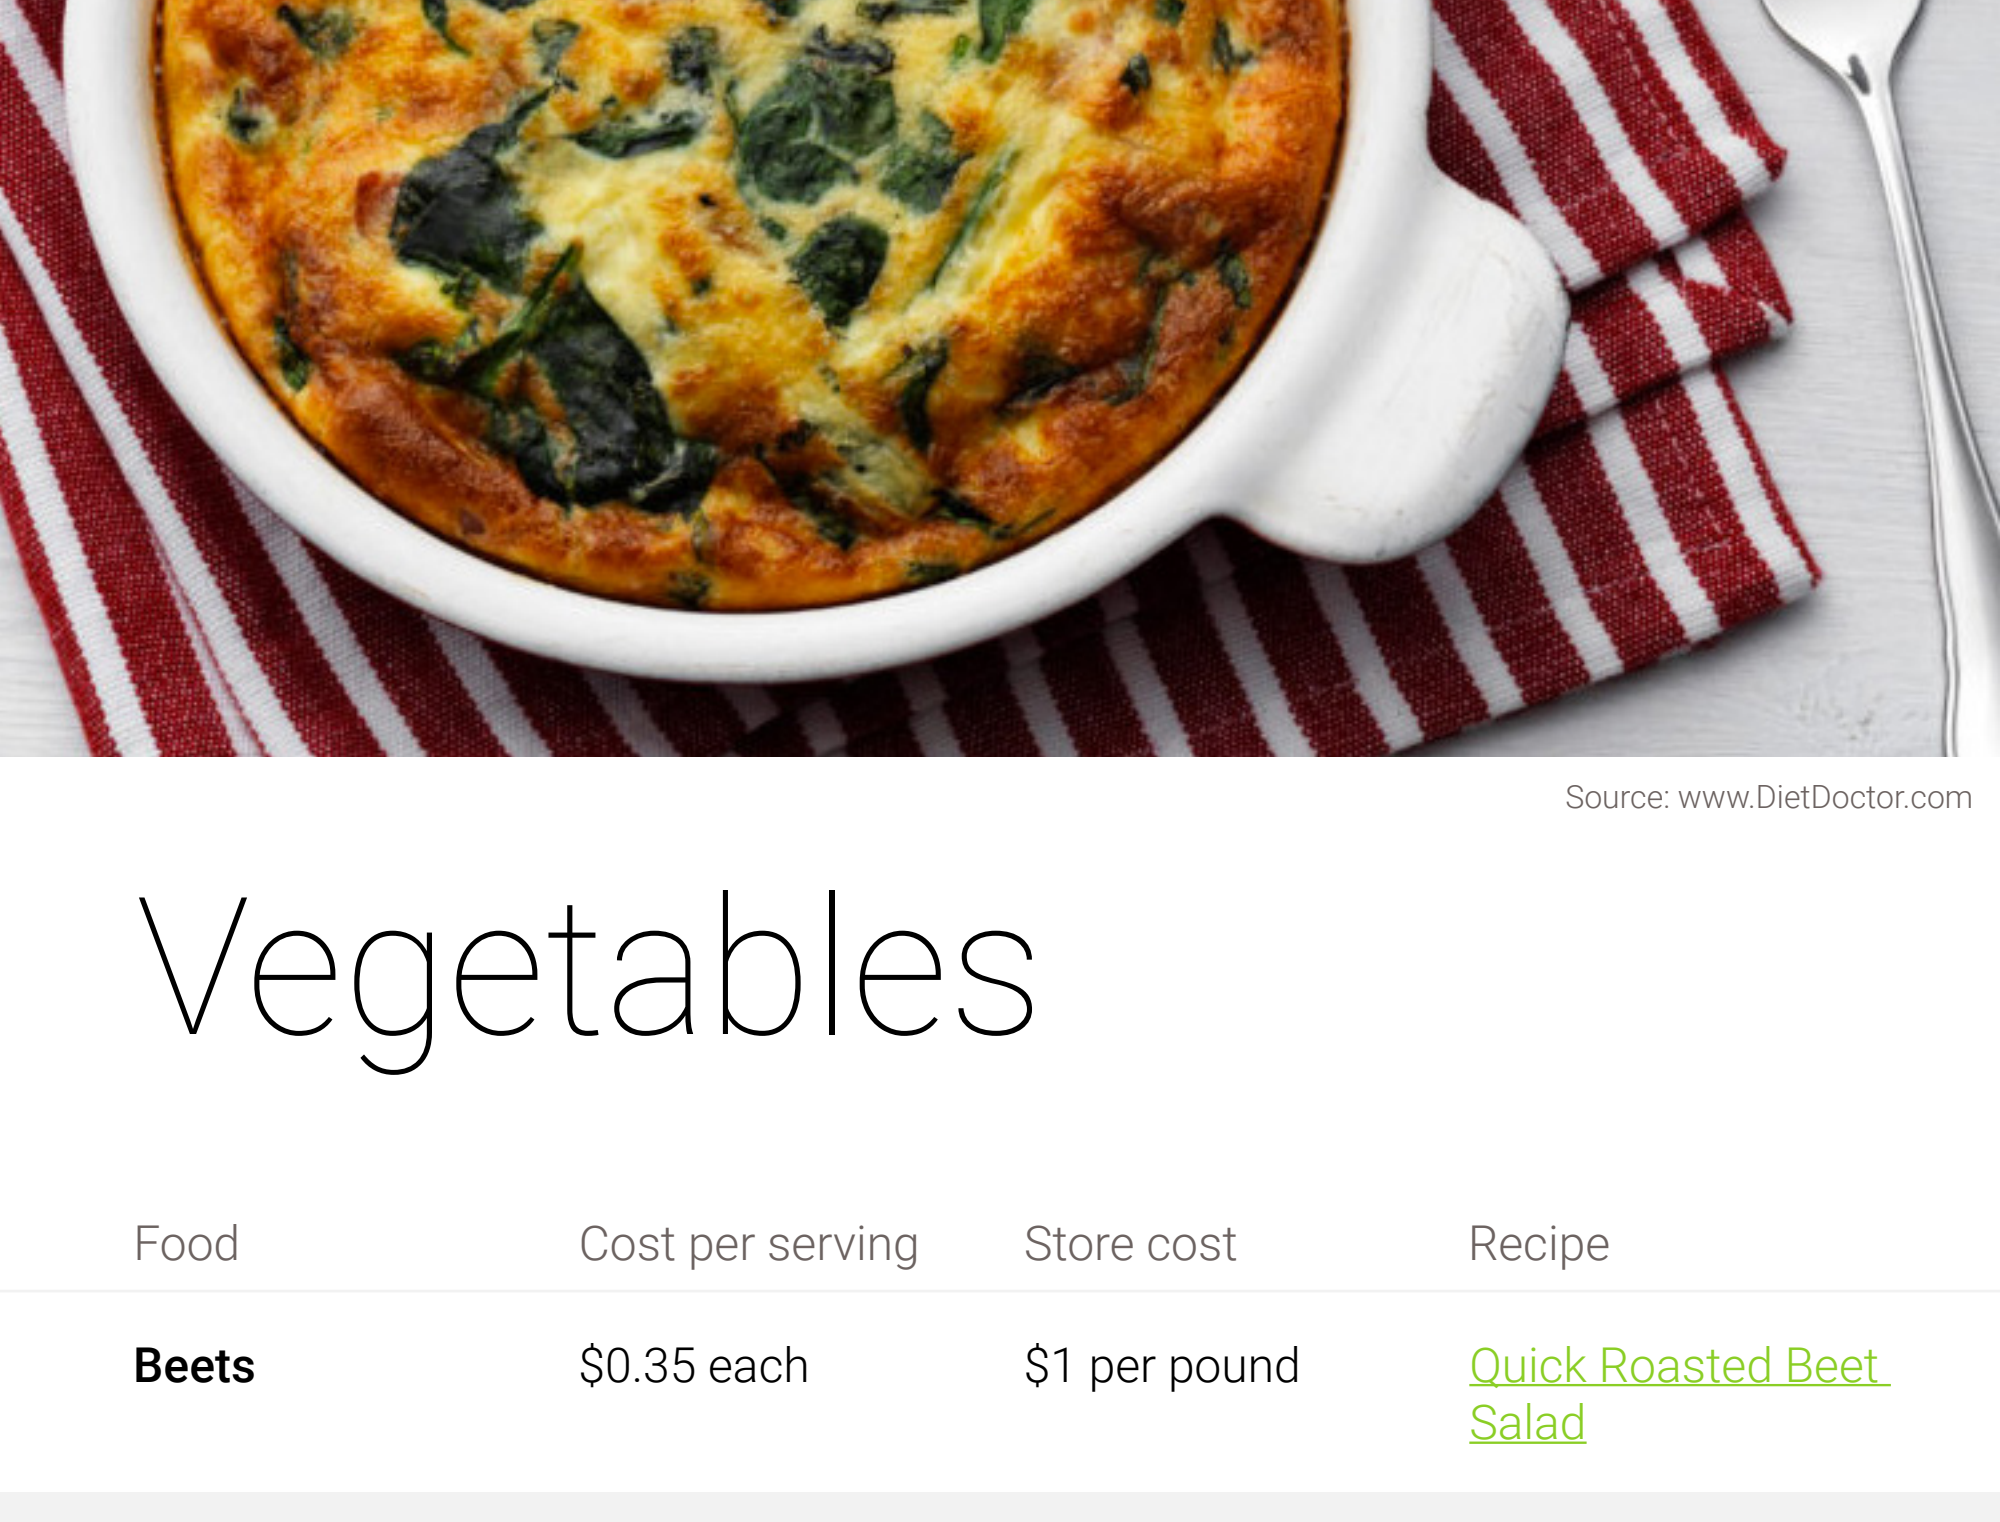 Source: www.DietDoctor.com
Vegetables
Food Cost per serving Store cost Recipe
Beets $0.35 each $1 per pound Quick Roasted Beet
Salad